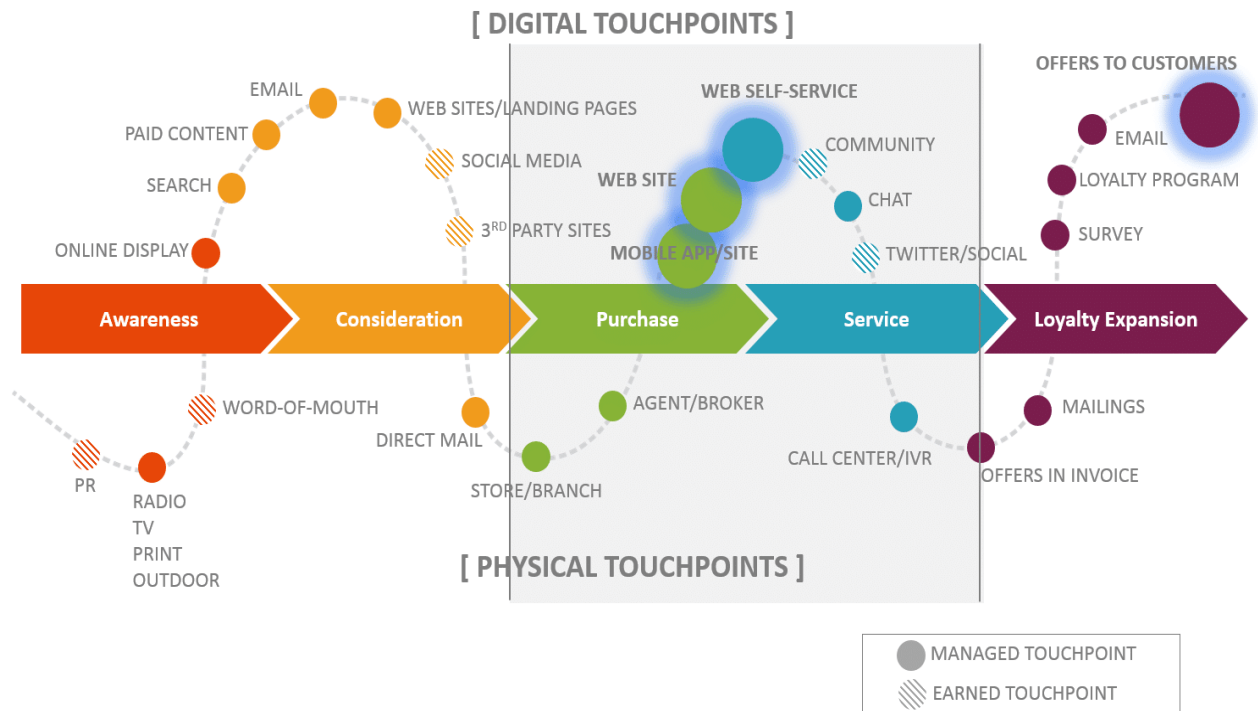 [ DIGITAL TOUCHPOINTS ]
OFFERS TO CUSTOMERS
EMAIL
WEB SELF-SERVICE
WEB SITES/LANDING PAGES
PAID CONTENT
EMAIL
COMMUNITY
SOCIAL MEDIA
SEARCH
WEB SITE
LOYALTY PROGRAM
CHAT
3RD PARTY SITES
SURVEY
ONLINE DISPLAY
MOBILE APP/SITE
TWITTER/SOCIAL
Awareness
Consideration
Purchase
Service
Loyalty Expansion
WORD-OF-MOUTH
AGENT/BROKER
MAILINGS
DIRECT MAIL
CALL CENTER/IVR
PR
STORE/BRANCH
OFFERS IN INVOICE
RADIO
TV
PRINT
OUTDOOR
[ PHYSICAL TOUCHPOINTS ]
MANAGED TOUCHPOINT
EARNED TOUCHPOINT